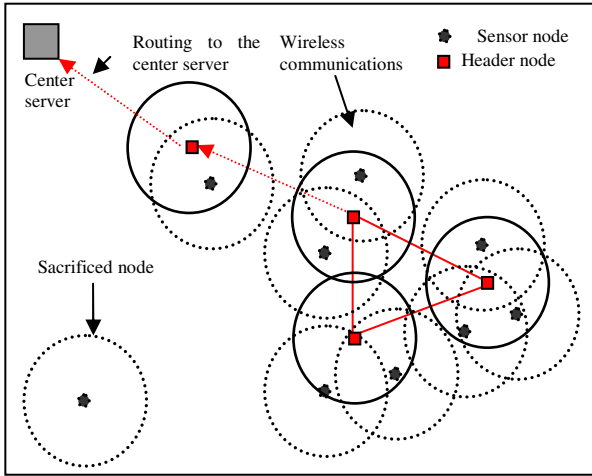 Routing to the
center server
Wireless
communications
Sensor node
Header node
Center
server
Sacrificed node